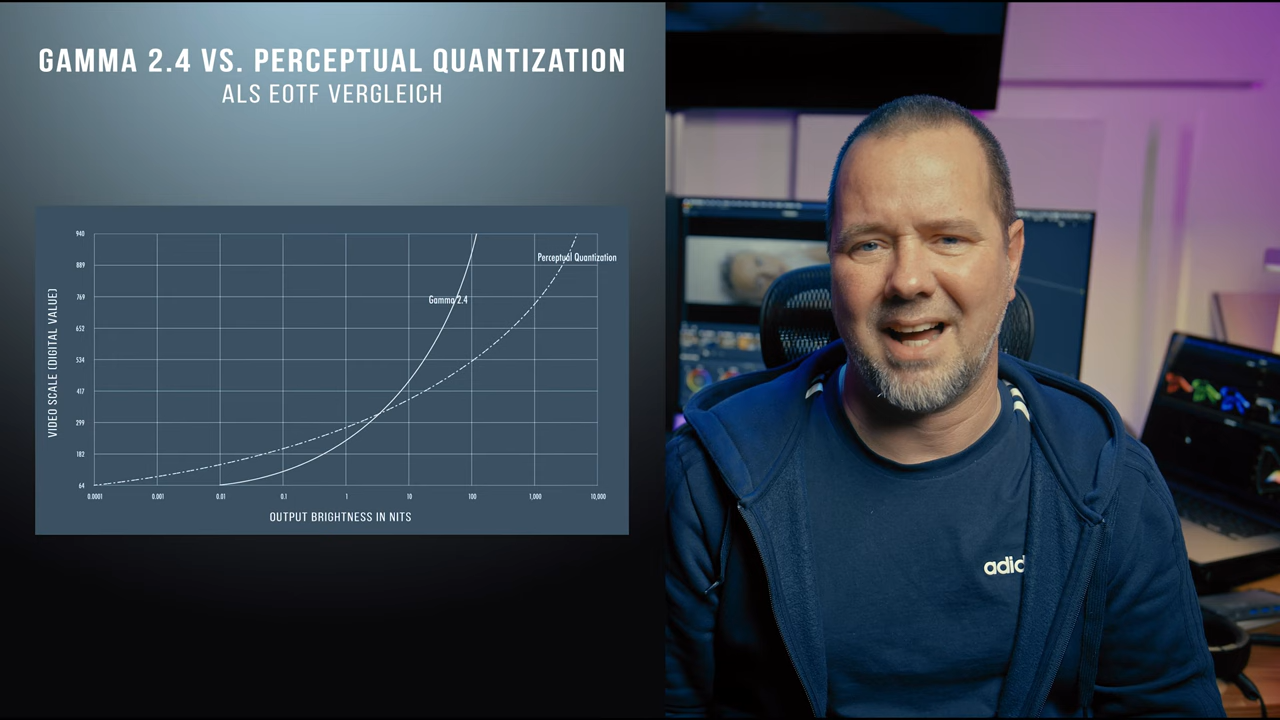 GAMMA 2.4 VS. PERCEPTUAL QUANTIZATION
ALS EOTF VERGLEICH
VIDEO SCALE (DIGITAL VALUE)
940
889
769
652
534
417
299
182
64
Perceptual Quantization
Gamma 2.4
0.0001 0.001 0.01 0.1 1 10 100 1,000 10,000
OUTPUT BRIGHTNESS IN NITS
adid